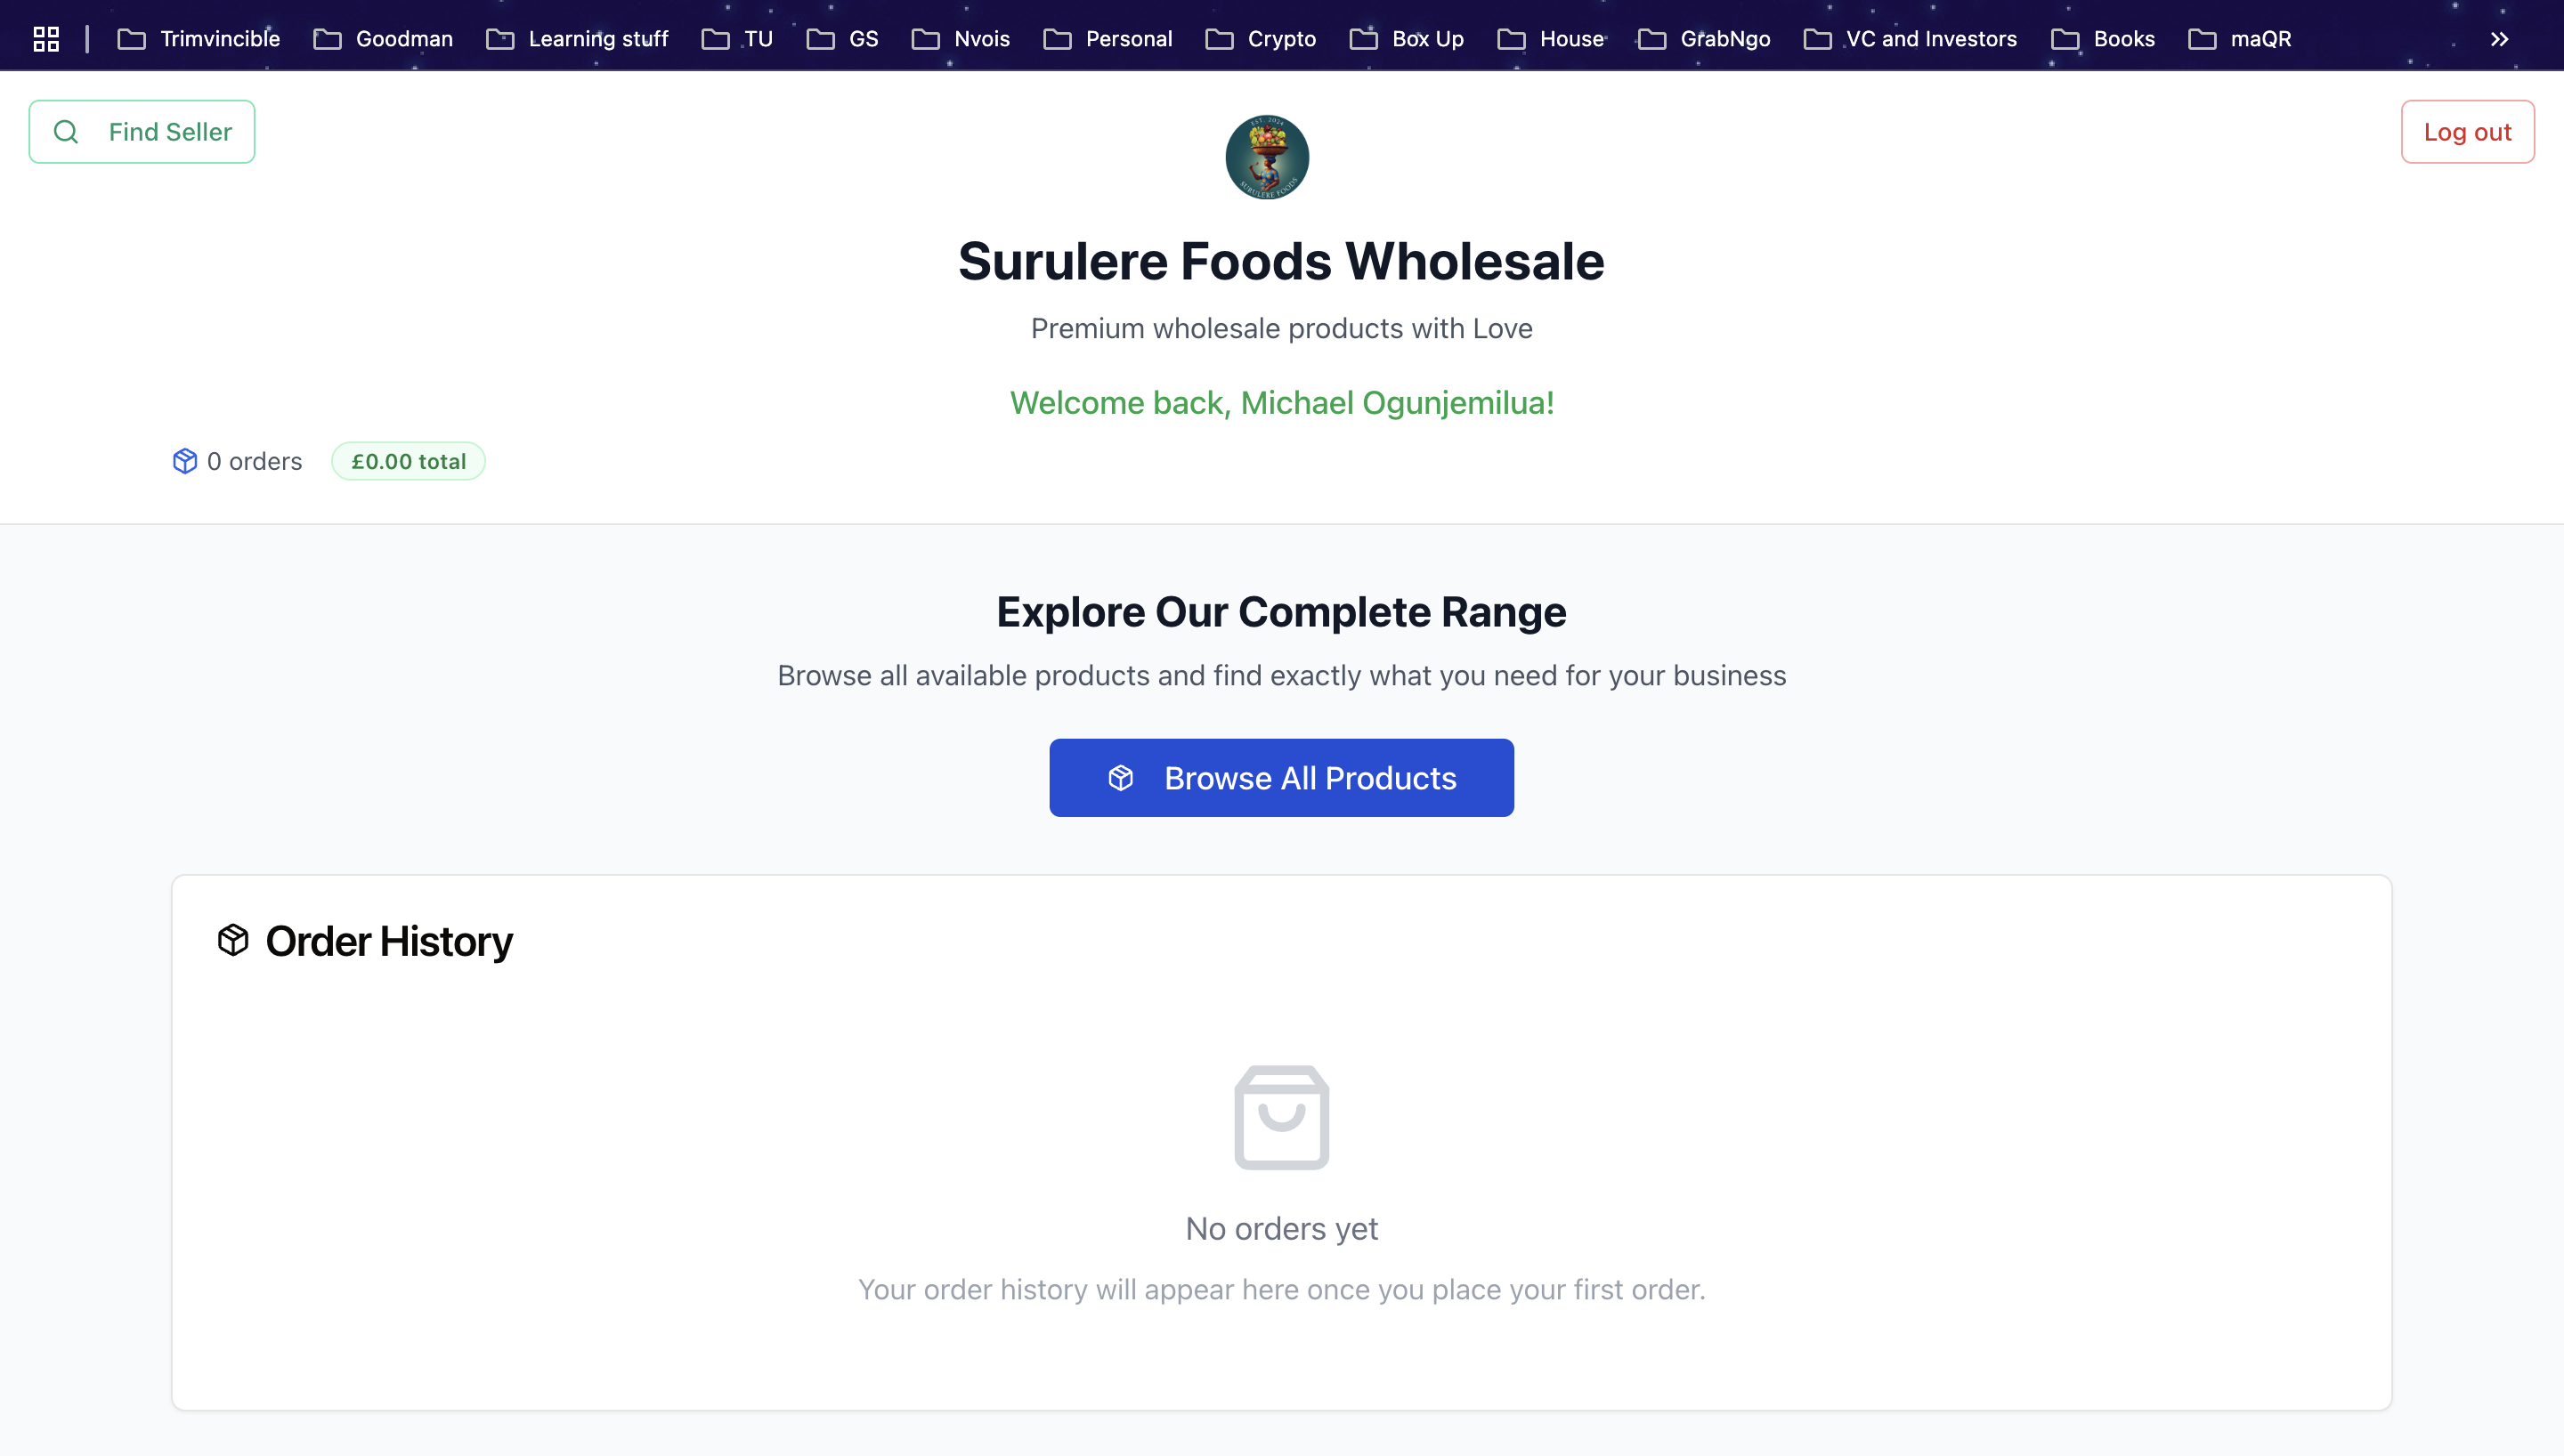 Trimvincible Goodman Learning stuff TU GS Nvois Personal Crypto Box Up House GrabNgo VC and Investors Books maQR
Find Seller
Log out
EST. 2024
SURULERE FOODS
Surulere Foods Wholesale
Premium wholesale products with Love
Welcome back, Michael Ogunjemilua!
0 orders £0.00 total
Explore Our Complete Range
Browse all available products and find exactly what you need for your business
Browse All Products
Order History
No orders yet
Your order history will appear here once you place your first order.